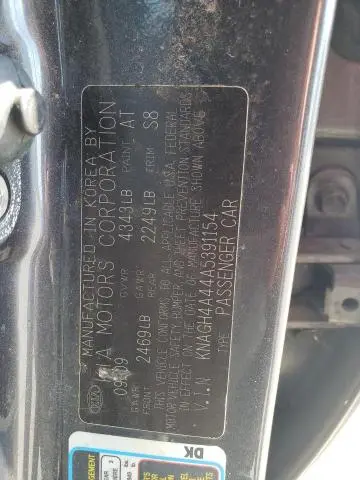 MANUFACTURED IN KOREA BY
KIA MOTORS CORPORATION
09/09 GVWR 4343LB PAINT AT
GAWR FRONT 2469LB GAWR REAR 2249LB TRIM S8
THIS VEHICLE CONFORMS TO ALL APPLICABLE U.S.A. FEDERAL
MOTOR VEHICLE SAFETY, BUMPER, AND THEFT PREVENTION STANDARDS
IN EFFECT ON THE DATE OF MANUFACTURE SHOWN ABOVE
V.I.N KNAGH4A44A5391154
TYPE PASSENGER CAR
DK